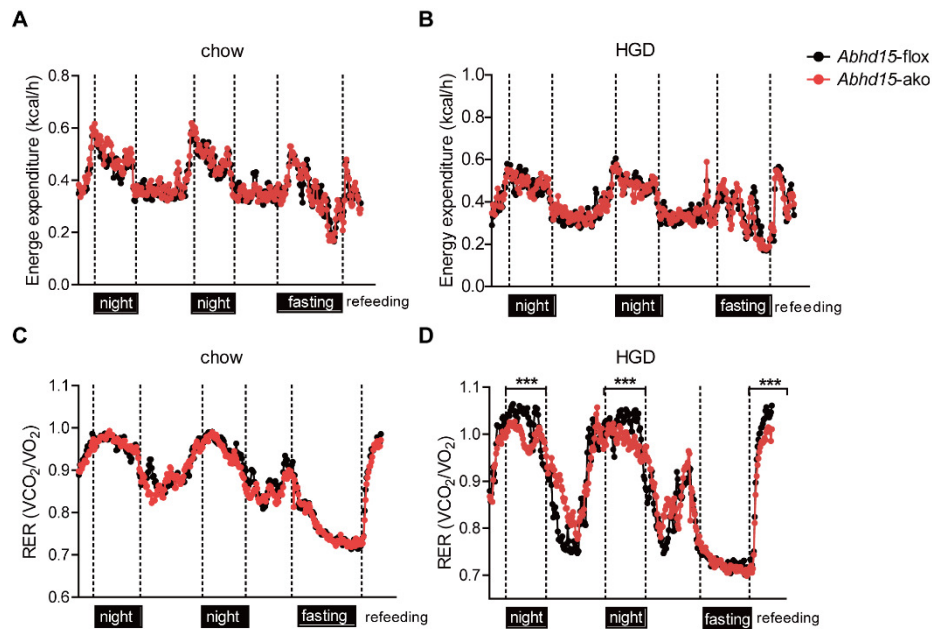 A
chow
Energe expenditure (kcal/h)
0.8
0.6
0.4
0.2
0.0
night
night
fasting
refeeding
B
HGD
Energy expenditure (kcal/h)
1.0
0.8
0.6
0.4
0.2
0.0
night
night
fasting
refeeding
Abhd15-flox
Abhd15-ako
C
chow
RER (VCO2/VO2)
1.1
1.0
0.9
0.8
0.7
0.6
night
night
fasting
refeeding
D
HGD
RER (VCO2/VO2)
1.1
1.0
0.9
0.8
0.7
***
***
***
night
night
fasting
refeeding